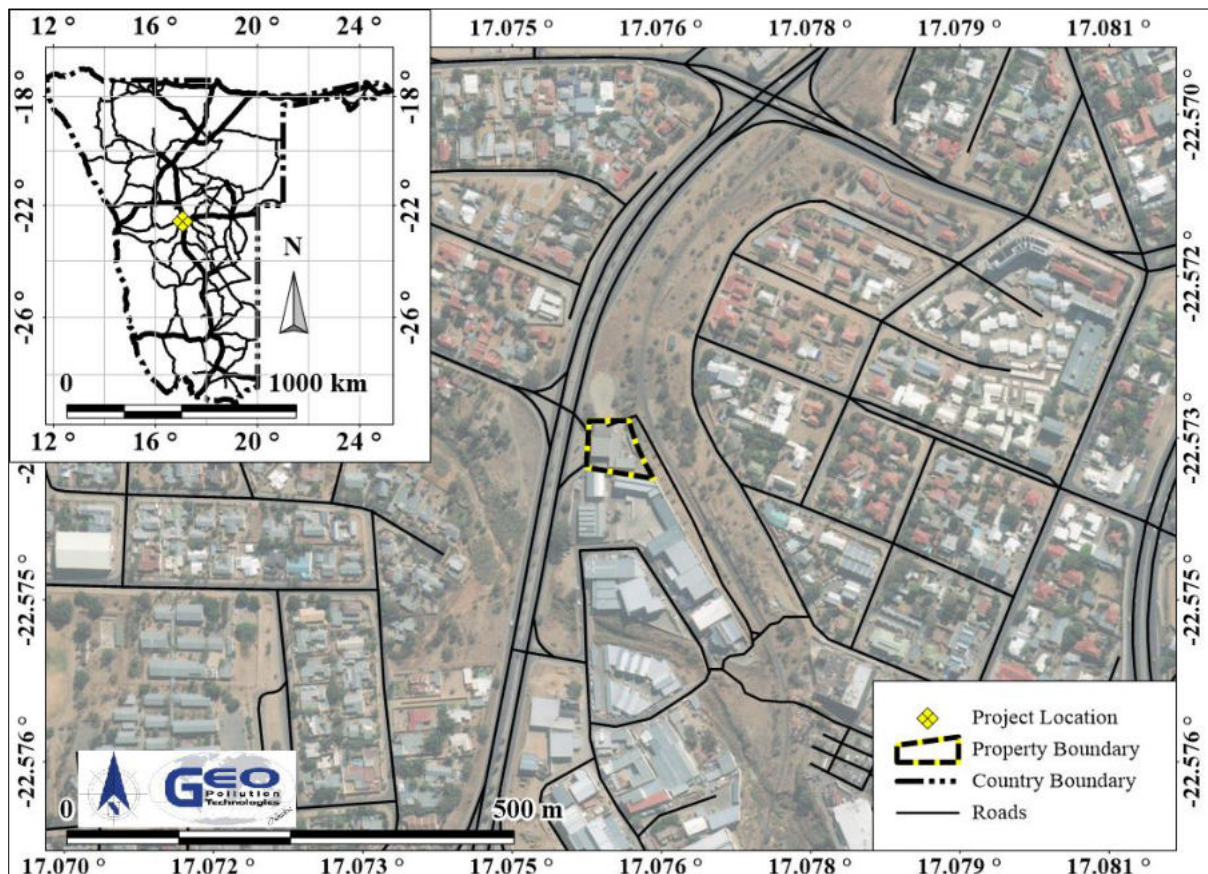 12 ° 16 ° 20 ° 24 °
-18 °
-22 °
-26 °
N
0 1000 km
12 ° 16 ° 20 ° 24 °
17.075 ° 17.076 ° 17.078 ° 17.079 ° 17.081 °
-22.570 °
-22.572 °
-22.573 °
-22.575 °
-22.576 °
-22.575 °
-22.576 °
GEO
Pollution
Technologies
0 500 m
Project Location
Property Boundary
Country Boundary
Roads
17.070 ° 17.072 ° 17.073 ° 17.075 ° 17.076 ° 17.078 ° 17.079 ° 17.081 °